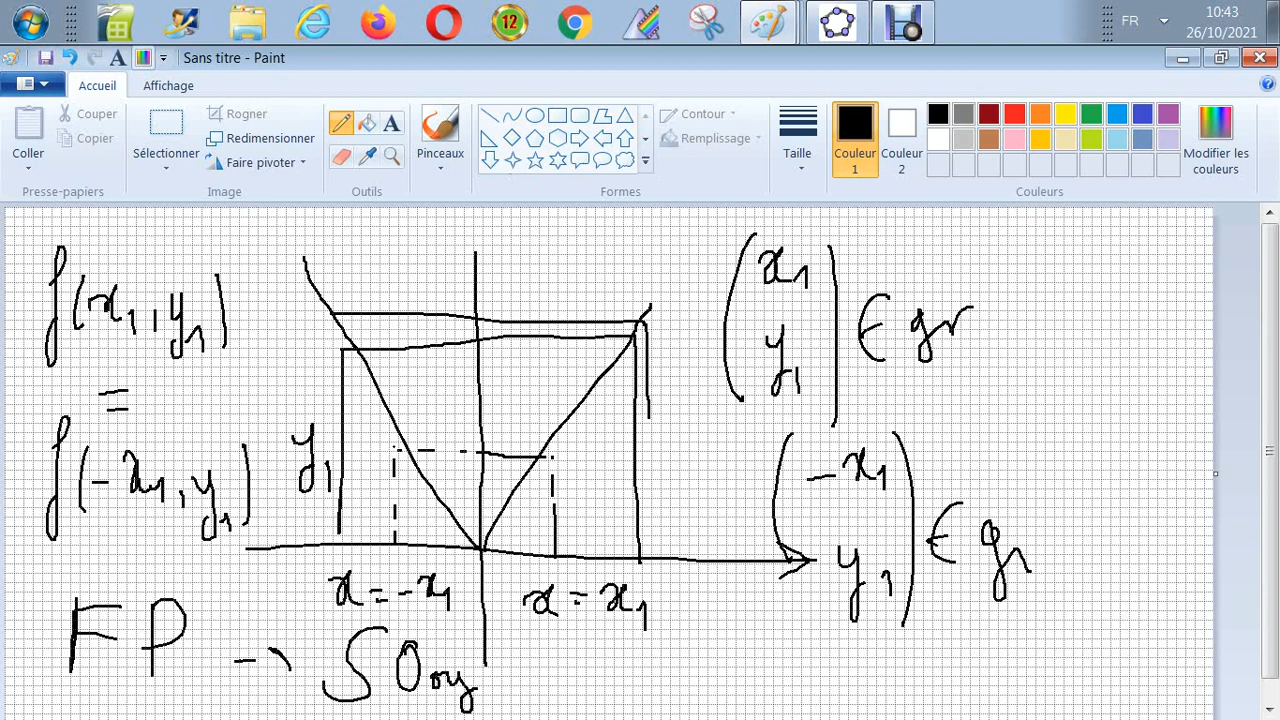 12
FR
10:43
26/10/2021
Sans titre - Paint
Accueil
Affichage
Coller
Couper
Copier
Presse-papiers
Sélectionner
Rogner
Redimensionner
Faire pivoter
Image
A
Outils
Pinceaux
Contour
Remplissage
Formes
Taille
Couleur 1
Couleur 2
Modifier les couleurs
Couleurs
f(x1, y1)
=
f(-x1, y1)
y1
x = -x1
x = x1
(x1
y1) ∈ gr
(-x1
y1) ∈ gr
FP → SOoy